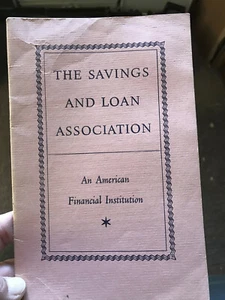 THE SAVINGS
AND LOAN
ASSOCIATION
An American
Financial Institution
*